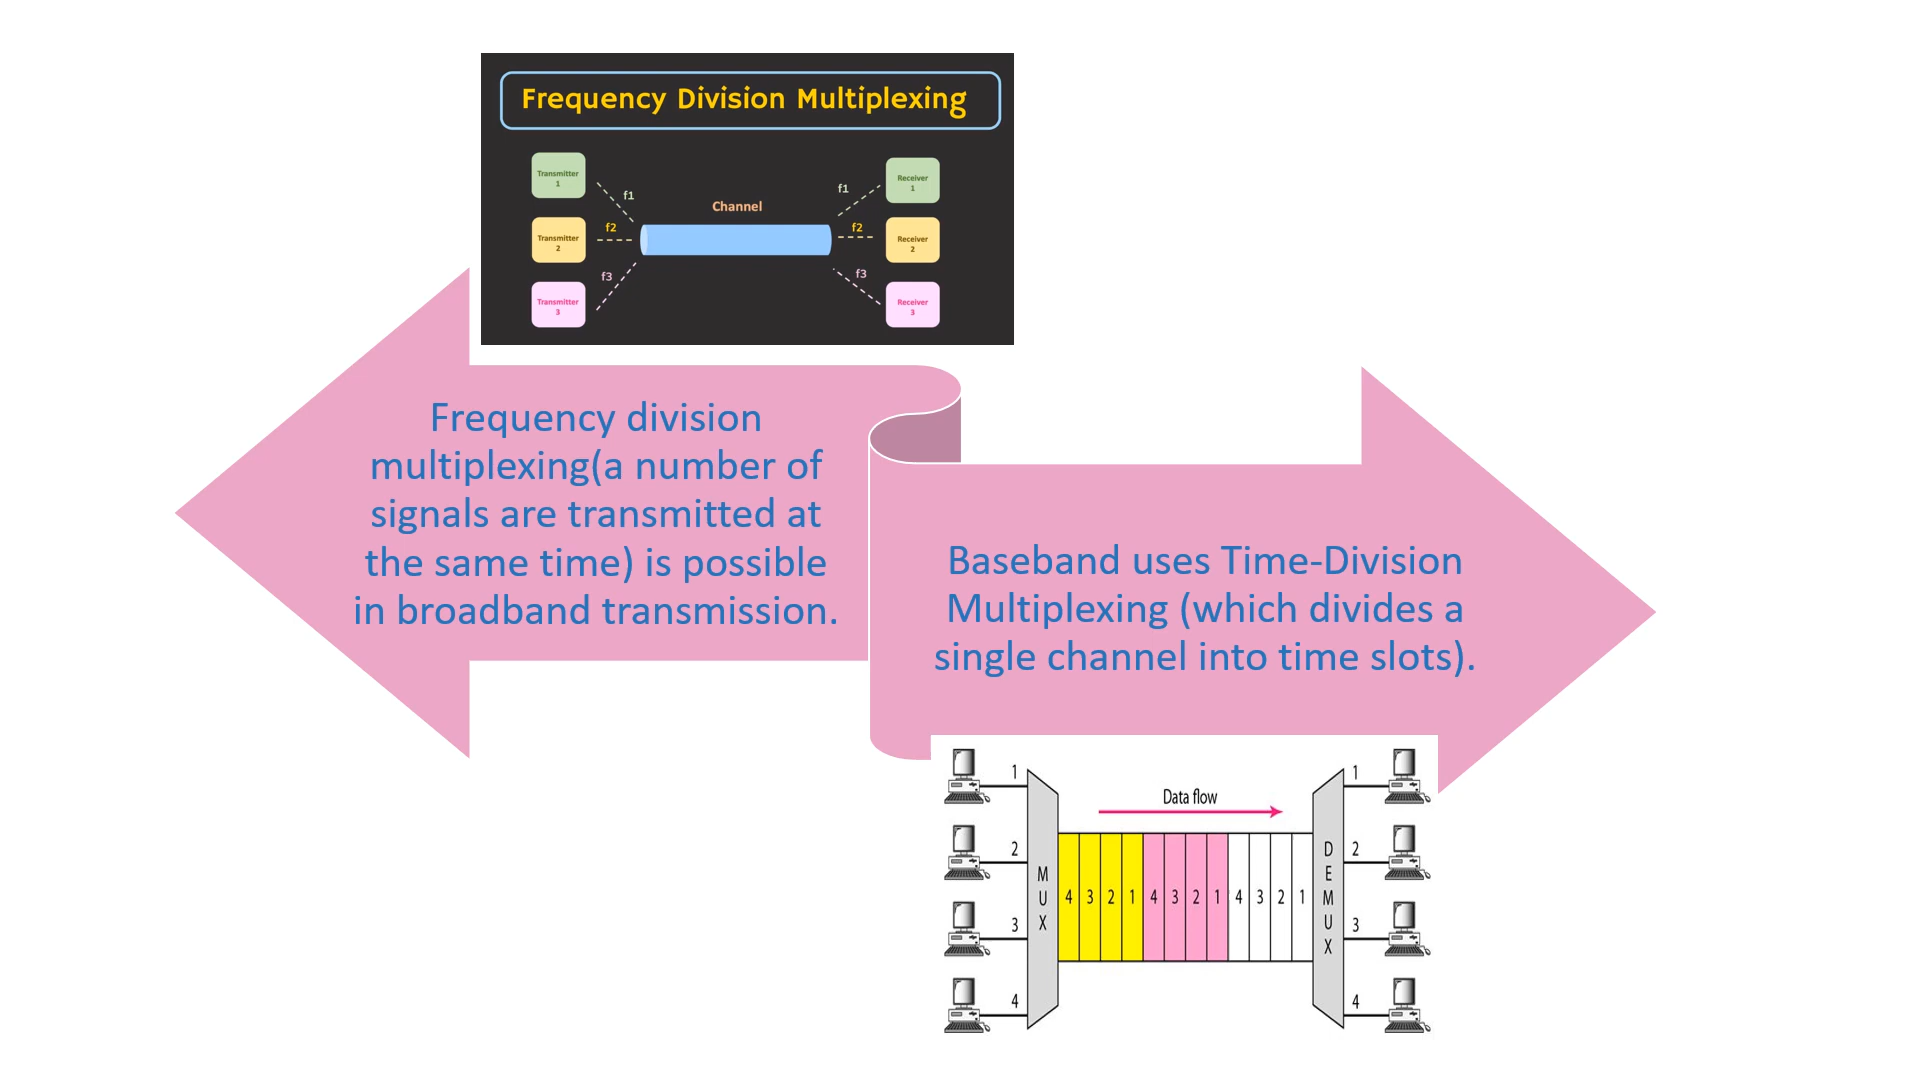 Frequency Division Multiplexing
Transmitter
1
f1
Channel
f1
Receiver
1
Transmitter
2
f2
f2
Receiver
2
Transmitter
3
f3
f3
Receiver
3
Frequency division
multiplexing(a number of
signals are transmitted at
the same time) is possible
in broadband transmission.
Baseband uses Time-Division
Multiplexing (which divides a
single channel into time slots).
1
2
3
4
MUX
Data flow
4 3 2 1 4 3 2 1 4 3 2 1
DEMUX
1
2
3
4